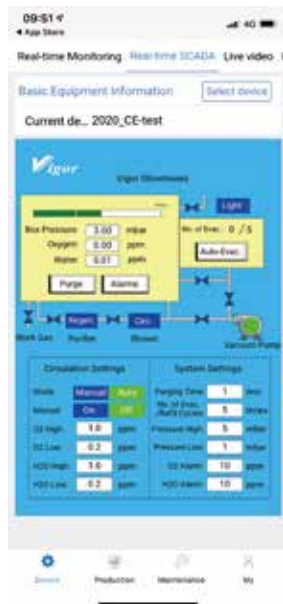 09:51
App Store
4G
Real-time Monitoring Real-time SCADA Live video
Basic Equipment Information Select device
Current de... 2020_CE-test
Vigor
Box Pressure 3.00 mbar
Oxygen 0.00 ppm
Water 0.01 ppm
Purge Alarms
Light
No. of Evac. 0 / 5
Auto-Evac.
Work Gas Purifier Blower Vacuum Pump
Circulation Settings
Mode Manual Auto
Manual On Off
O2 High 1.0 ppm
O2 Low 0.2 ppm
H2O High 1.0 ppm
H2O Low 0.2 ppm
System Settings
Purging Time 1 min
No. of Evac. /Refill Cycles 5 times
Pressure High 5 mbar
Pressure Low 1 mbar
O2 Alarm 10 ppm
H2O Alarm 10 ppm
Device Production Maintenance My